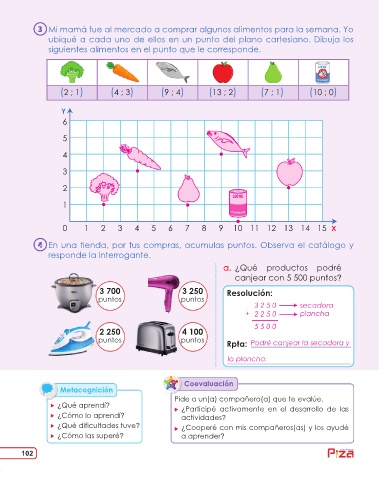 3 Mi mamá fue al mercado a comprar algunos alimentos para la semana. Yo
ubiqué a cada uno de ellos en un punto del plano cartesiano. Dibuja los
siguientes alimentos en el punto que le corresponde.
(2 ; 1) (4 ; 3) (9 ; 4) (13 ; 2) (7 ; 1) (10 ; 0)
Y
6
5
4
3
2
1
0 1 2 3 4 5 6 7 8 9 10 11 12 13 14 15 X
4 En una tienda, por tus compras, acumulas puntos. Observa el catálogo y
responde la interrogante.
3 700
puntos
3 250
puntos
2 250
puntos
4 100
puntos
a. ¿Qué productos podré
canjear con 5 500 puntos?
Resolución:
3 2 5 0 secadora
+ 2 2 5 0 plancha
5 5 0 0
Rpta: Podré canjear la secadora y
la plancha.
Metacognición
¿Qué aprendí?
¿Cómo lo aprendí?
¿Qué dificultades tuve?
¿Cómo las superé?
Coevaluación
Pide a un(a) compañero(a) que te evalúe.
¿Participé activamente en el desarrollo de las
actividades?
¿Cooperé con mis compañeros(as) y los ayudé
a aprender?
102